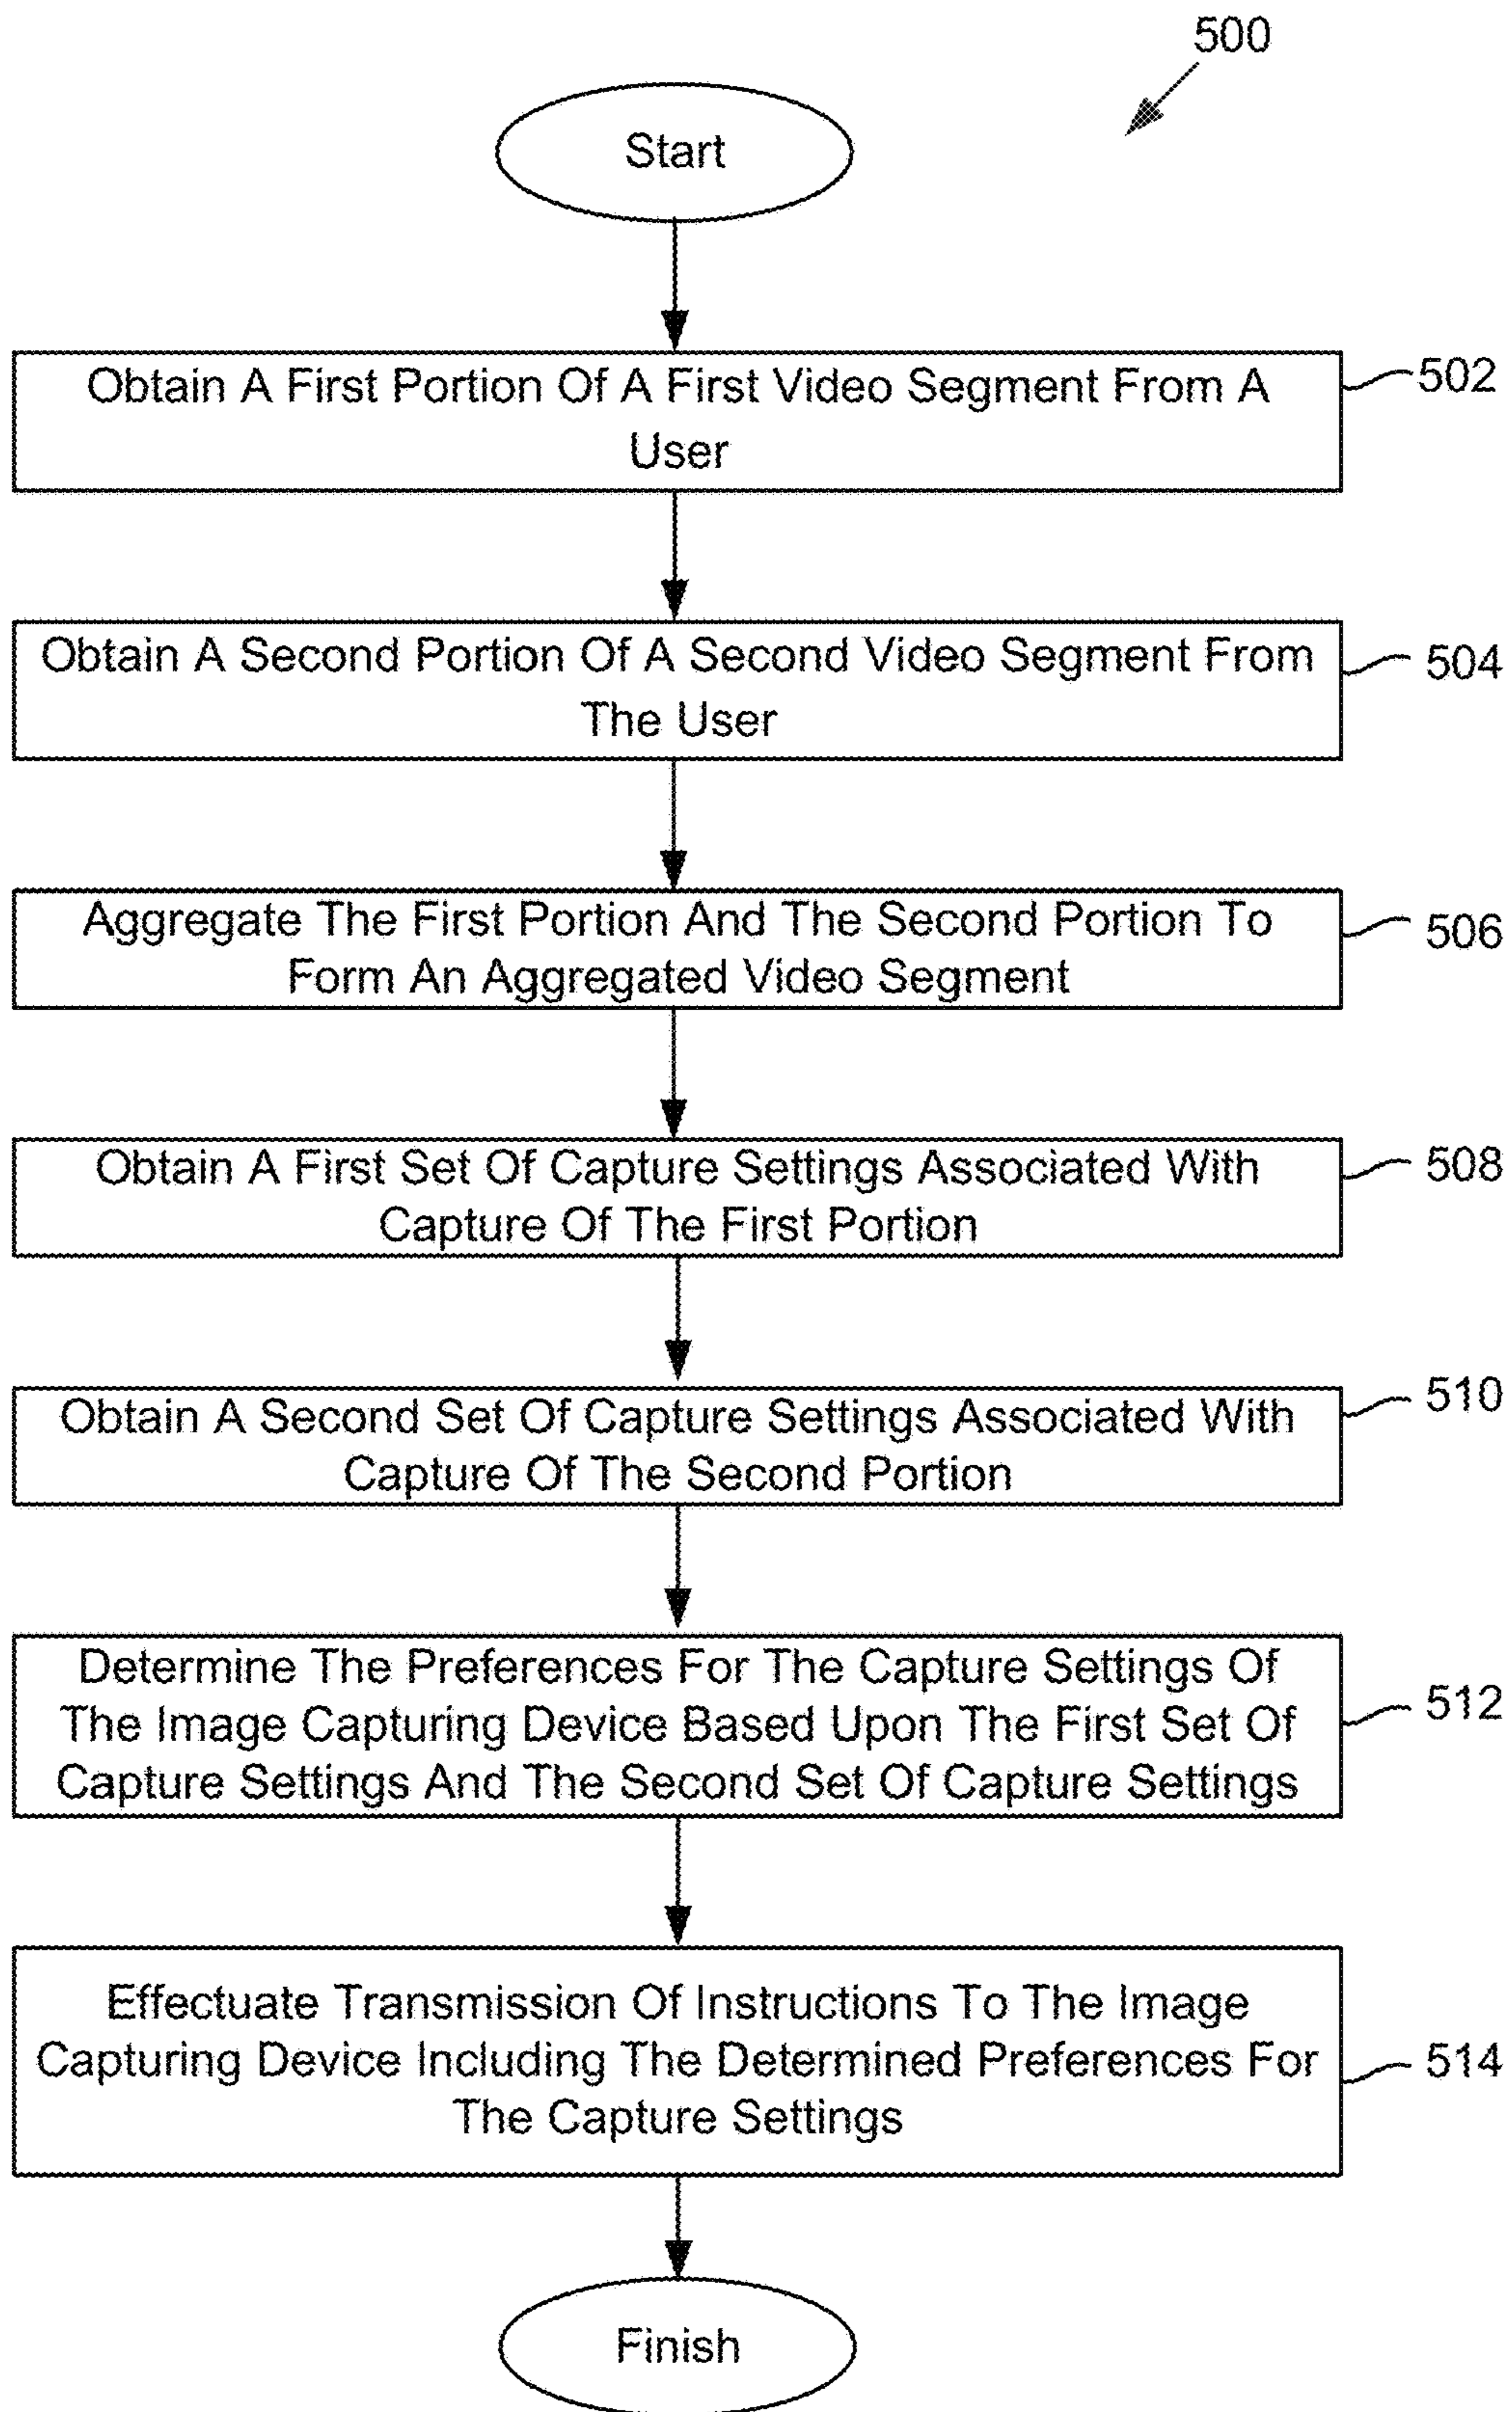 500
Start
Obtain A First Portion Of A First Video Segment From A
User
502
Obtain A Second Portion Of A Second Video Segment From
The User
504
Aggregate The First Portion And The Second Portion To
Form An Aggregated Video Segment
506
Obtain A First Set Of Capture Settings Associated With
Capture Of The First Portion
508
Obtain A Second Set Of Capture Settings Associated With
Capture Of The Second Portion
510
Determine The Preferences For The Capture Settings Of
The Image Capturing Device Based Upon The First Set Of
Capture Settings And The Second Set Of Capture Settings
512
Effectuate Transmission Of Instructions To The Image
Capturing Device Including The Determined Preferences For
The Capture Settings
514
Finish